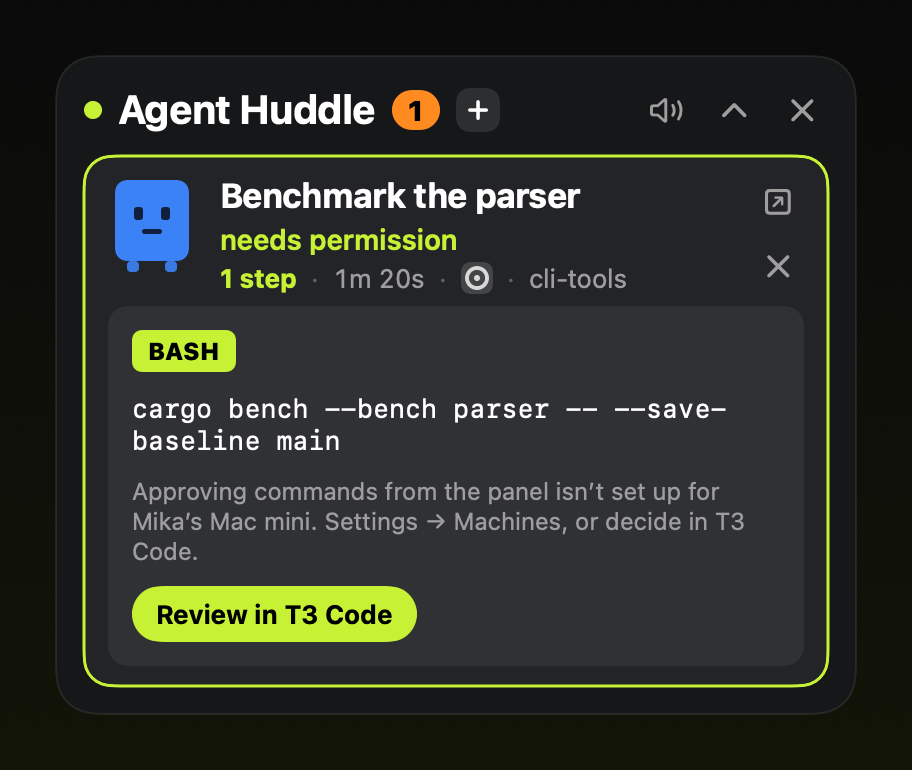 Agent Huddle 1 +
Benchmark the parser
needs permission
1 step · 1m 20s · · cli-tools
BASH
cargo bench --bench parser -- --save-
baseline main
Approving commands from the panel isn’t set up for
Mika’s Mac mini. Settings → Machines, or decide in T3
Code.
Review in T3 Code